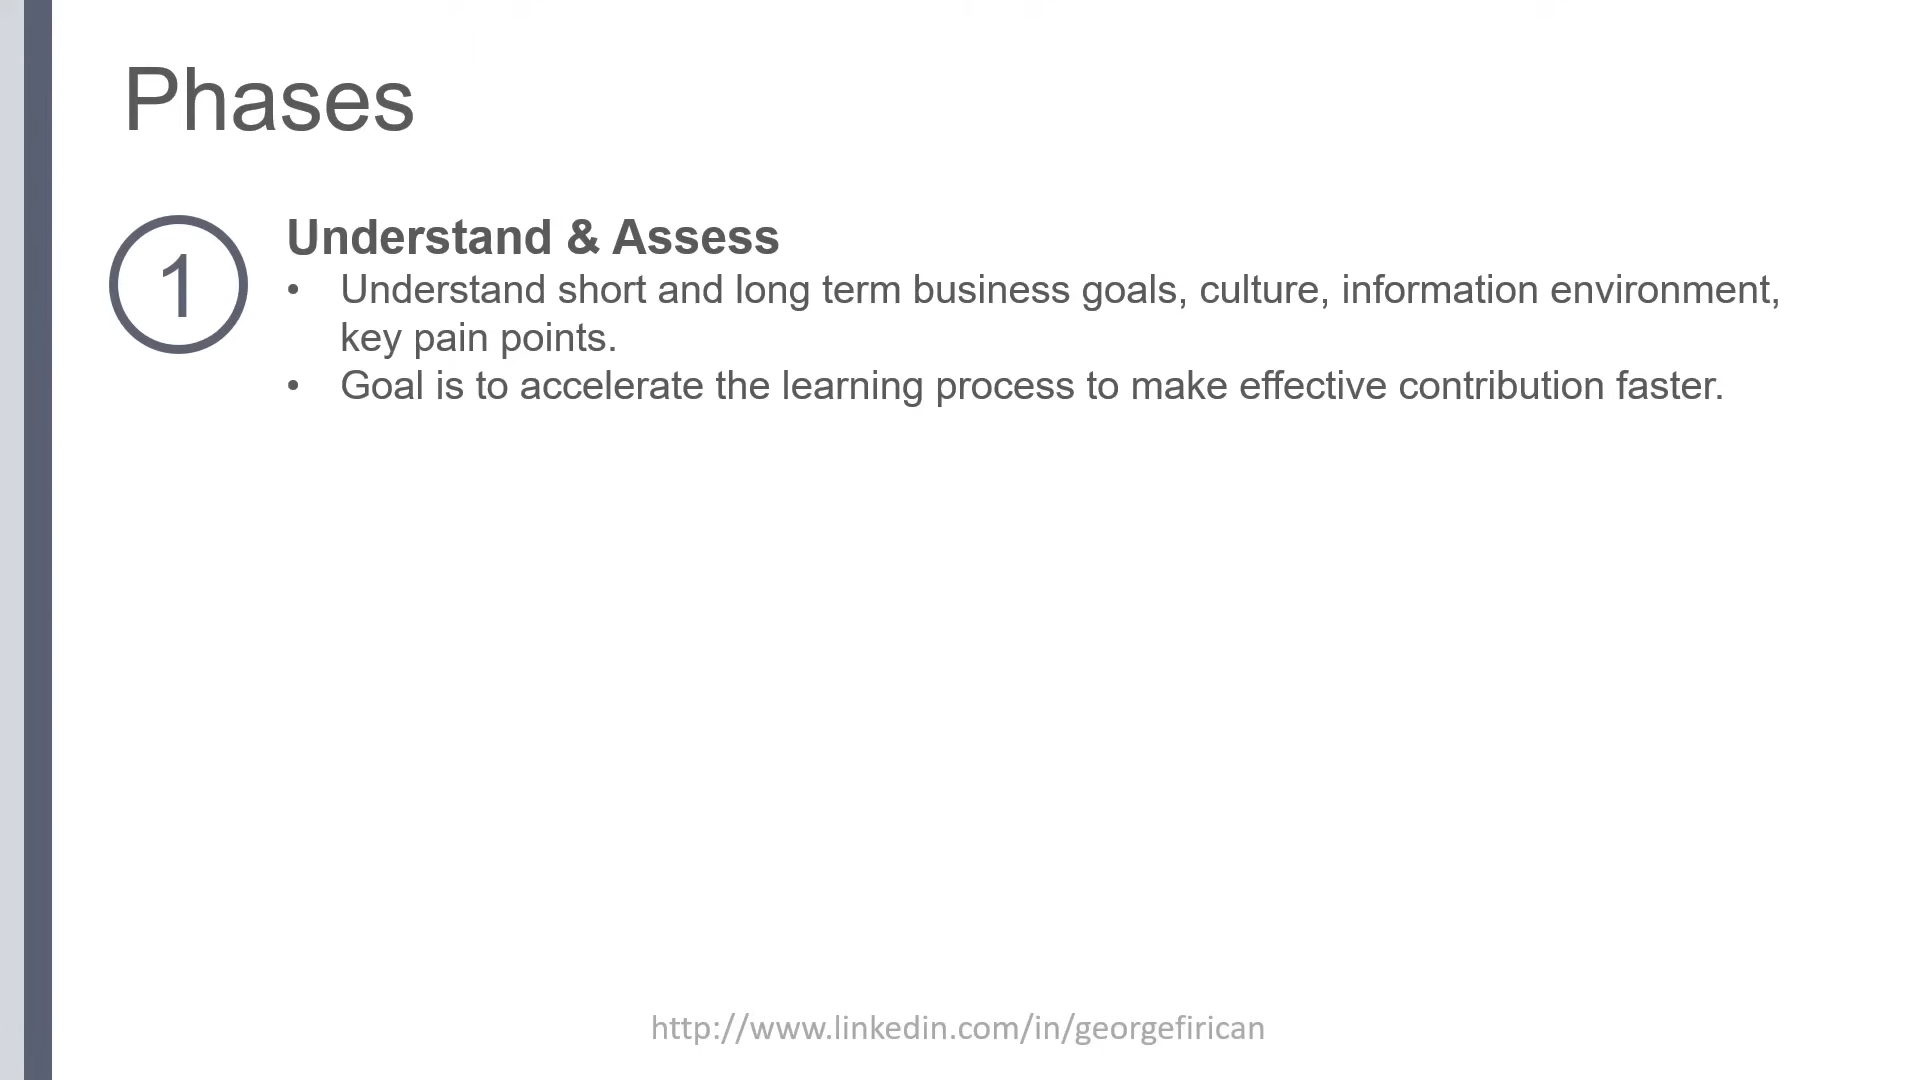 Phases
1
Understand & Assess
• Understand short and long term business goals, culture, information environment,
key pain points.
• Goal is to accelerate the learning process to make effective contribution faster.
http://www.linkedin.com/in/georgefirican